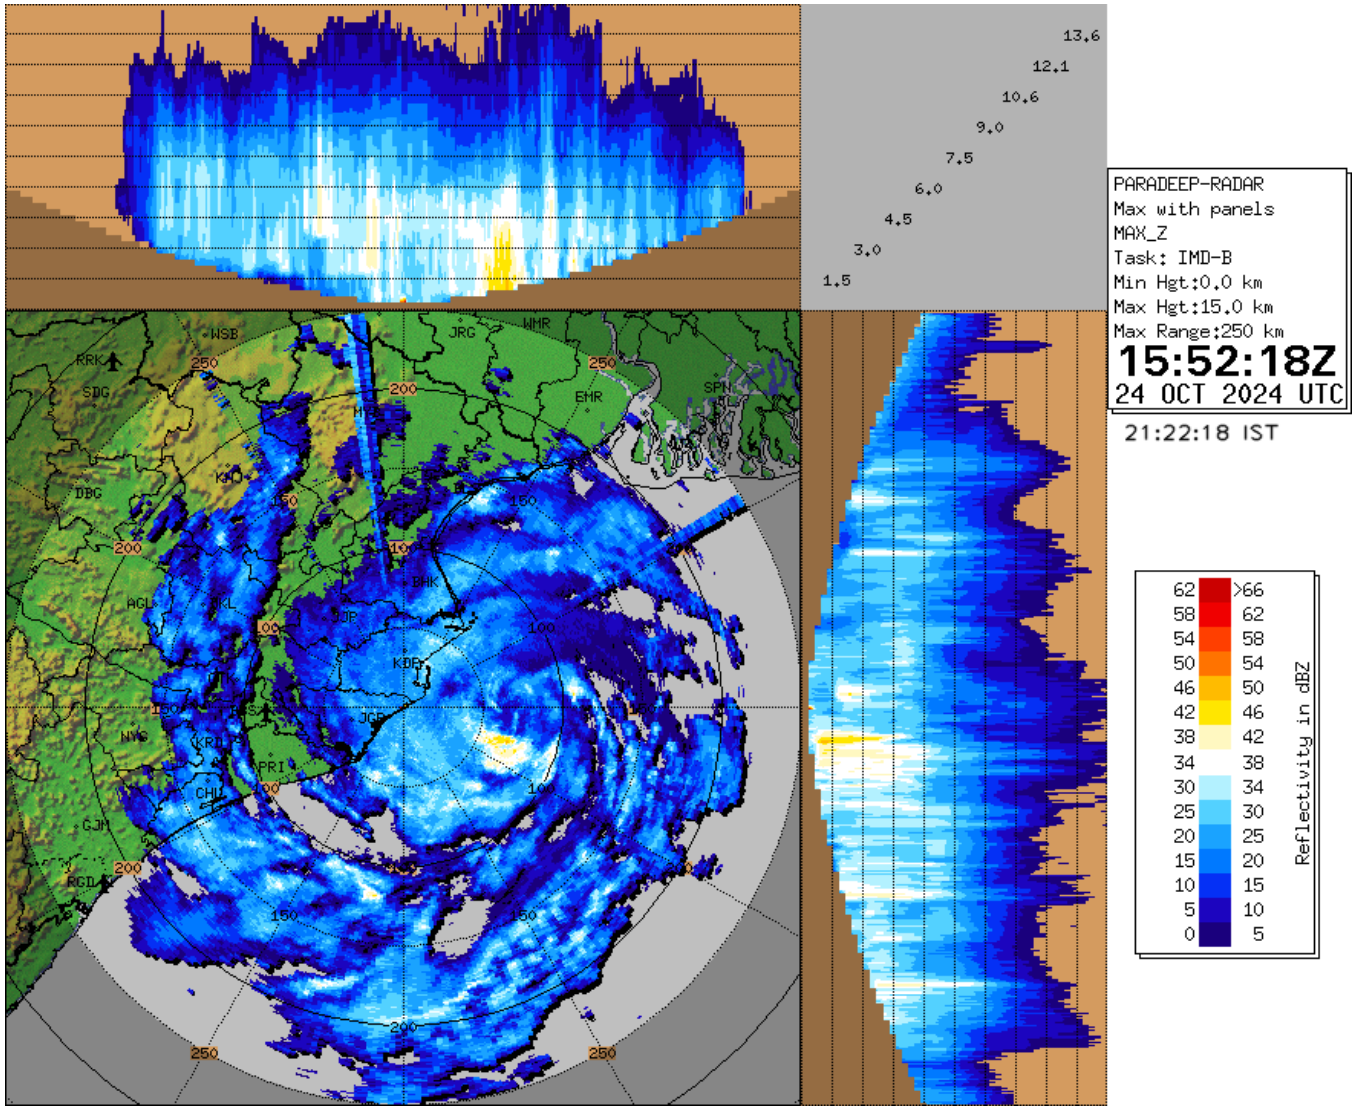 13.6
12.1
10.6
9.0
7.5
6.0
4.5
3.0
1.5
PARADEEP-RADAR
Max with panels
MAX_Z
Task: IMD-B
Min Hgt:0.0 km
Max Hgt:15.0 km
Max Range:250 km
15:52:18Z
24 OCT 2024 UTC
21:22:18 IST
WSB JRG WMR
RRK 250 250
SDG 200 EMR SPN
DBG 150 150
200 BHK
AGL JJP
100 100
KDP
150 JGP
NYG KRD
PRI
CHL 100 100
GJM
200
RGD
150 150
200
250 250
62 >66
58 62
54 58
50 54
46 50
42 46
38 42
34 38
30 34
25 30
20 25
15 20
10 15
5 10
0 5
Reflectivity in dBZ